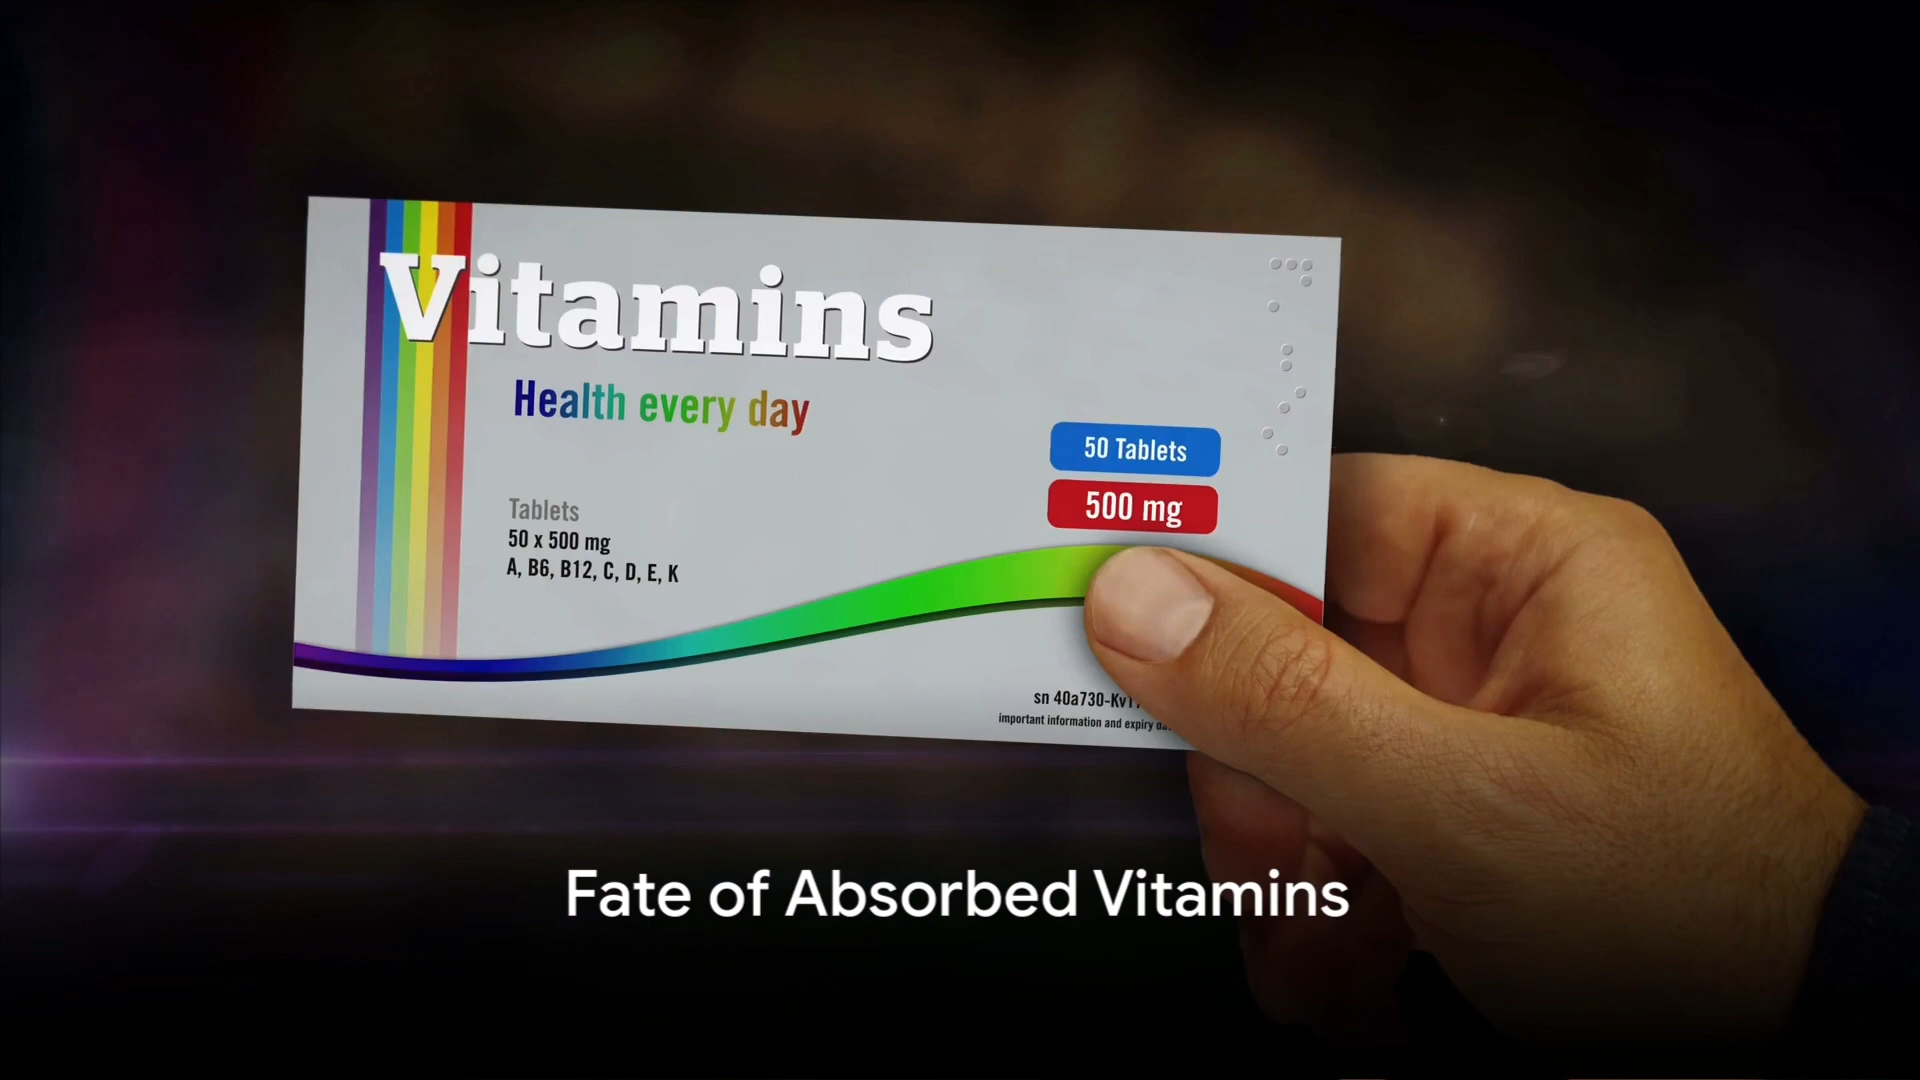 Vitamins
Health every day
50 Tablets
500 mg
Tablets
50 x 500 mg
A, B6, B12, C, D, E, K
sn
important information and expiry
Fate of Absorbed Vitamins